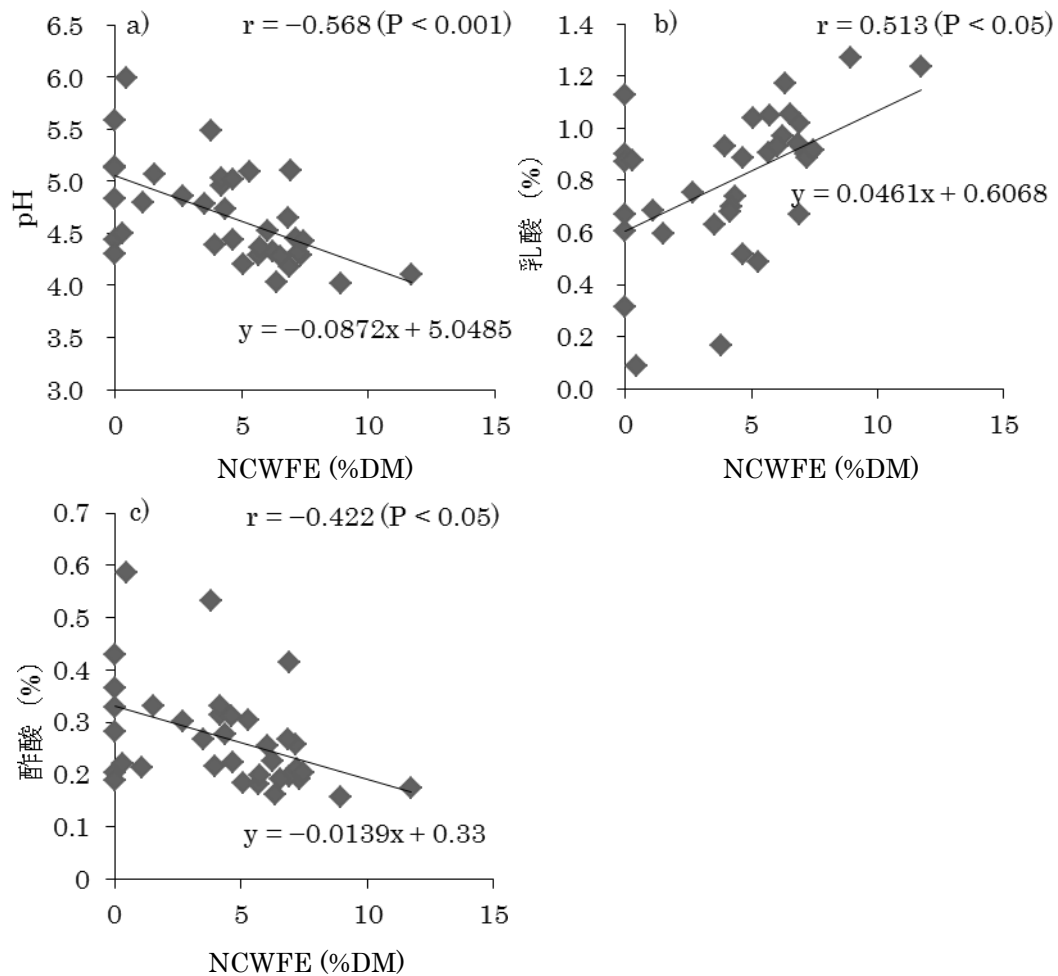 a)
r = −0.568 (P < 0.001)
6.5
6.0
5.5
5.0
4.5
4.0
3.5
3.0
pH
y = −0.0872x + 5.0485
0 5 10 15
NCWFE (%DM)
b)
r = 0.513 (P < 0.05)
1.4
1.2
1.0
0.8
0.6
0.4
0.2
0.0
乳酸 (%)
y = 0.0461x + 0.6068
0 5 10 15
NCWFE (%DM)
c)
r = −0.422 (P < 0.05)
0.7
0.6
0.5
0.4
0.3
0.2
0.1
0
酢酸 (%)
y = −0.0139x + 0.33
0 5 10 15
NCWFE (%DM)